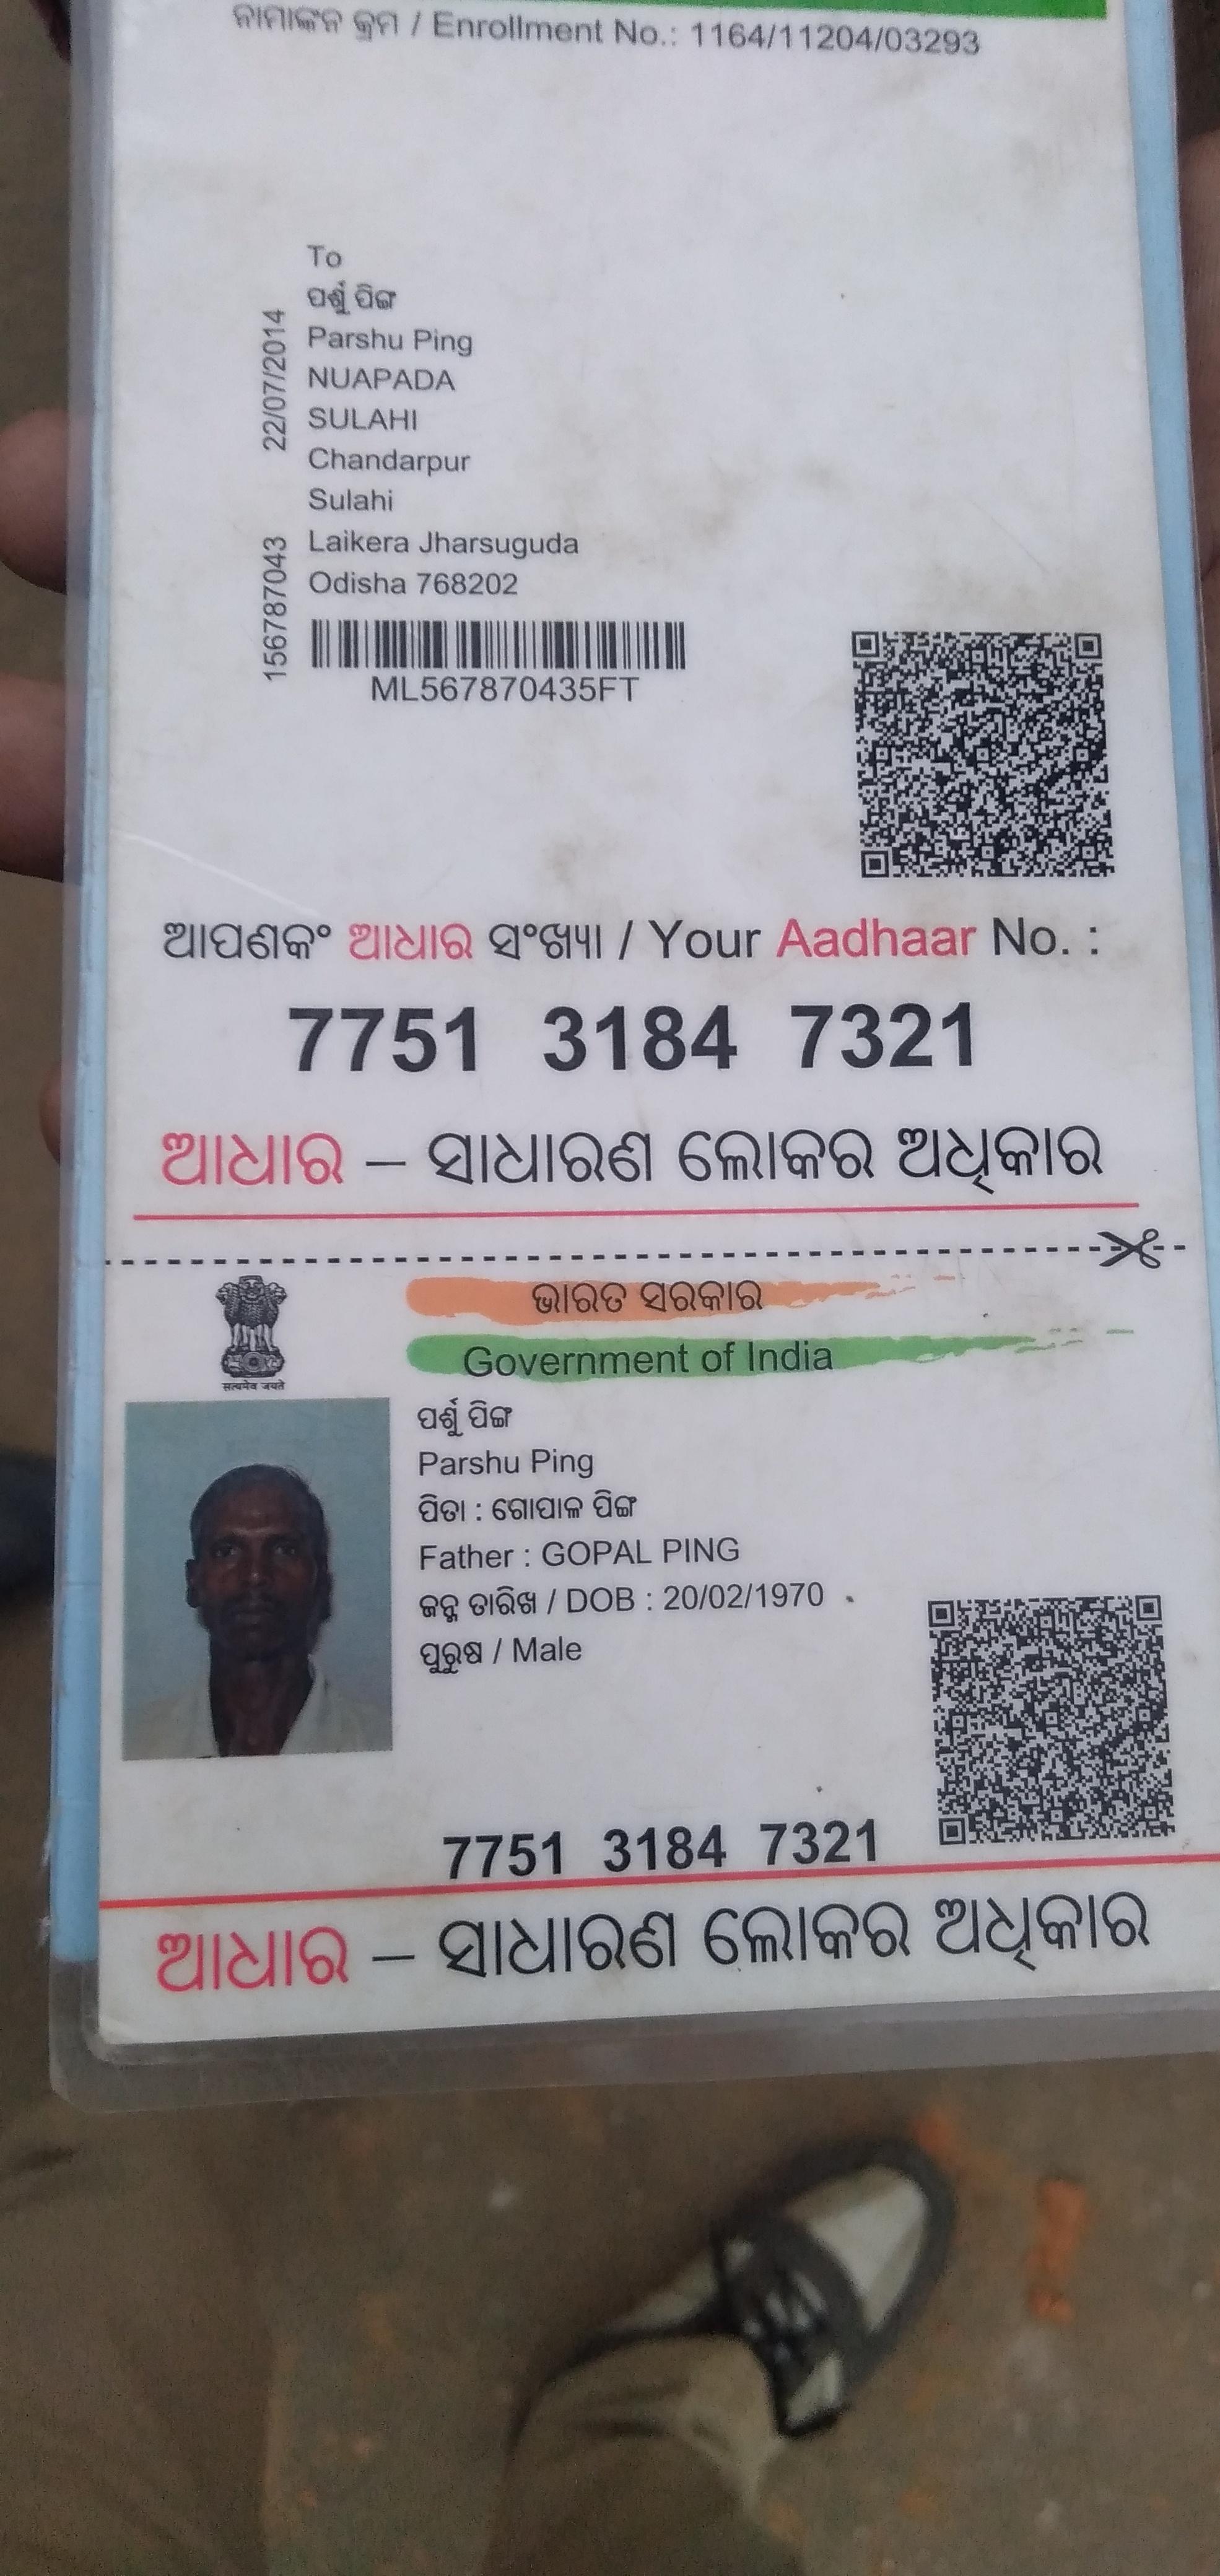 ନାମାଙ୍କନ କ୍ରମ / Enrollment No.: 1164/11204/03293
To
ପର୍ଶୁ ପିଙ୍ଗ
Parshu Ping
NUAPADA
SULAHI
Chandarpur
Sulahi
Laikera Jharsuguda
Odisha 768202
22/07/2014
156787043
ML567870435FT
ଆପଣକଂ ଆଧାର ସଂଖ୍ୟା / Your Aadhaar No. :
7751 3184 7321
ଆଧାର – ସାଧାରଣ ଲୋକର ଅଧିକାର
ଭାରତ ସରକାର
Government of India
सत्यमेव जयते
ପର୍ଶୁ ପିଙ୍ଗ
Parshu Ping
ପିତା : ଗୋପାଳ ପିଙ୍ଗ
Father : GOPAL PING
ଜନ୍ମ ତାରିଖ / DOB : 20/02/1970
ପୁରୁଷ / Male
7751 3184 7321
ଆଧାର – ସାଧାରଣ ଲୋକର ଅଧିକାର